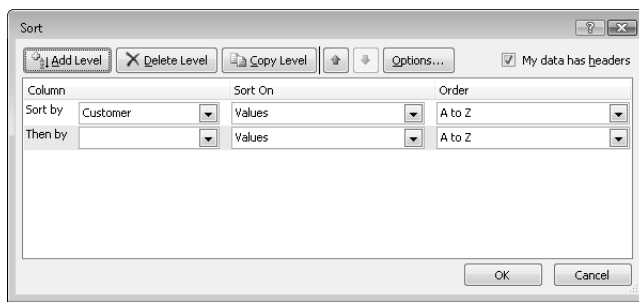 Sort
Add Level Delete Level Copy Level Options... My data has headers
Column Sort On Order
Sort by Customer Values A to Z
Then by Values A to Z
OK Cancel